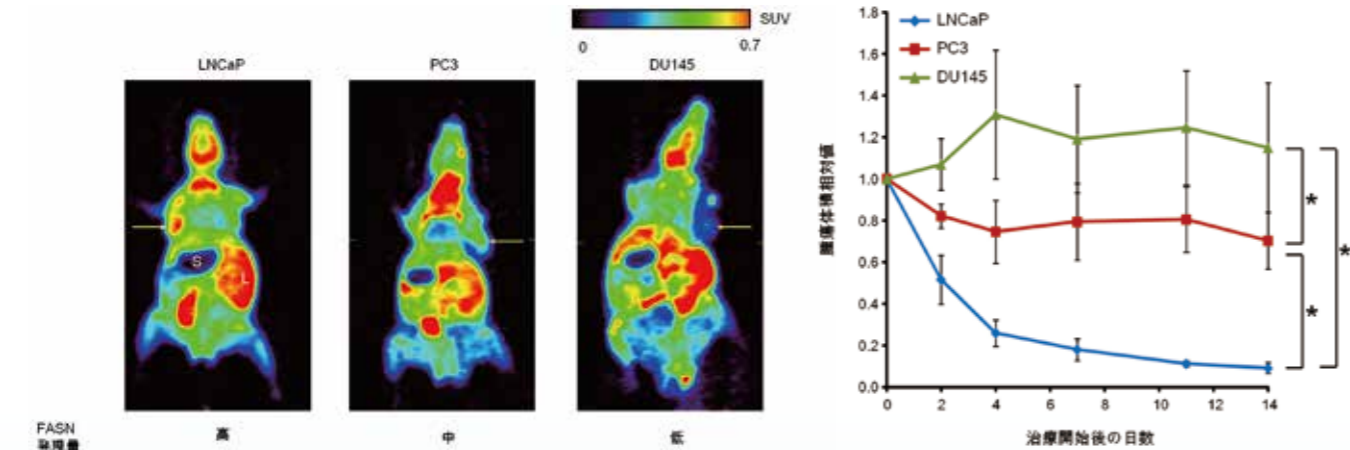 SUV
0 0.7
LNCaP PC3 DU145
S L
FASN
発現量
高 中 低
1.8
1.6
1.4
1.2
1.0
0.8
0.6
0.4
0.2
0.0
LNCaP
PC3
DU145
腫瘍体積相対値
*
*
*
0 2 4 6 8 10 12 14
治療開始後の日数